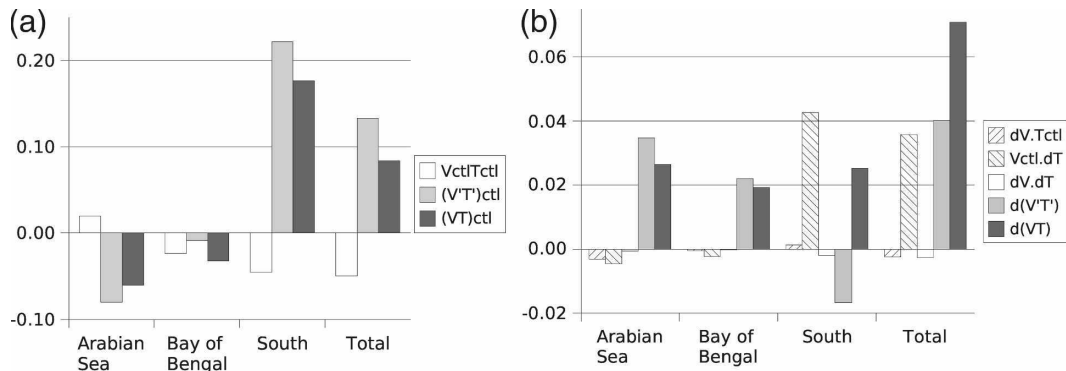 (a)
0.20
0.10
0.00
-0.10
Arabian Sea
Bay of Bengal
South
Total
VctlTctl
(V'T')ctl
(VT)ctl
(b)
0.06
0.04
0.02
0.00
-0.02
Arabian Sea
Bay of Bengal
South
Total
dV.Tctl
Vctl.dT
dV.dT
d(V'T')
d(VT)